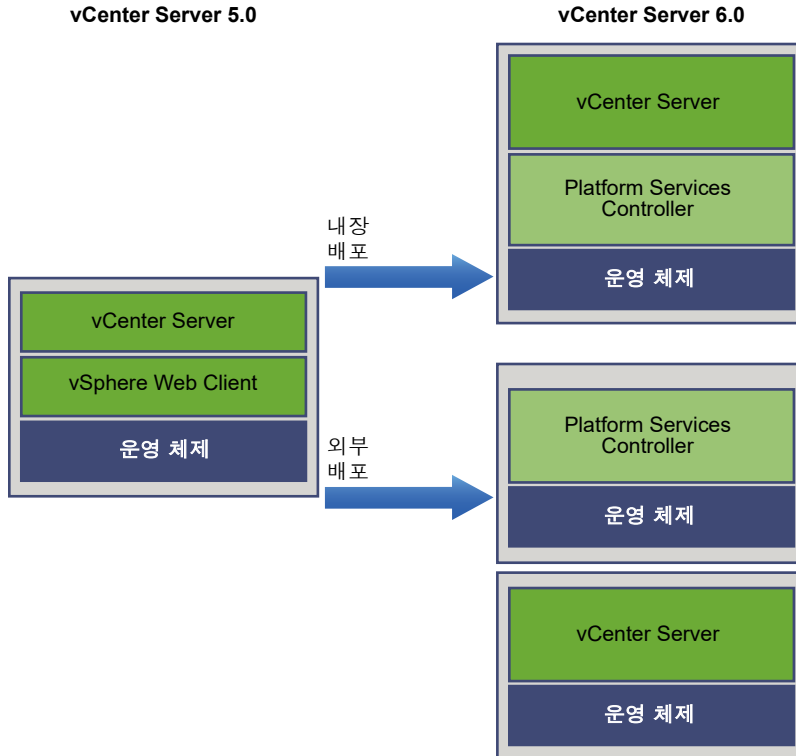 vCenter Server 5.0
vCenter Server 6.0
vCenter Server
Platform Services
Controller
운영 체제
내장
배포
vCenter Server
vSphere Web Client
운영 체제
외부
배포
Platform Services
Controller
운영 체제
vCenter Server
운영 체제